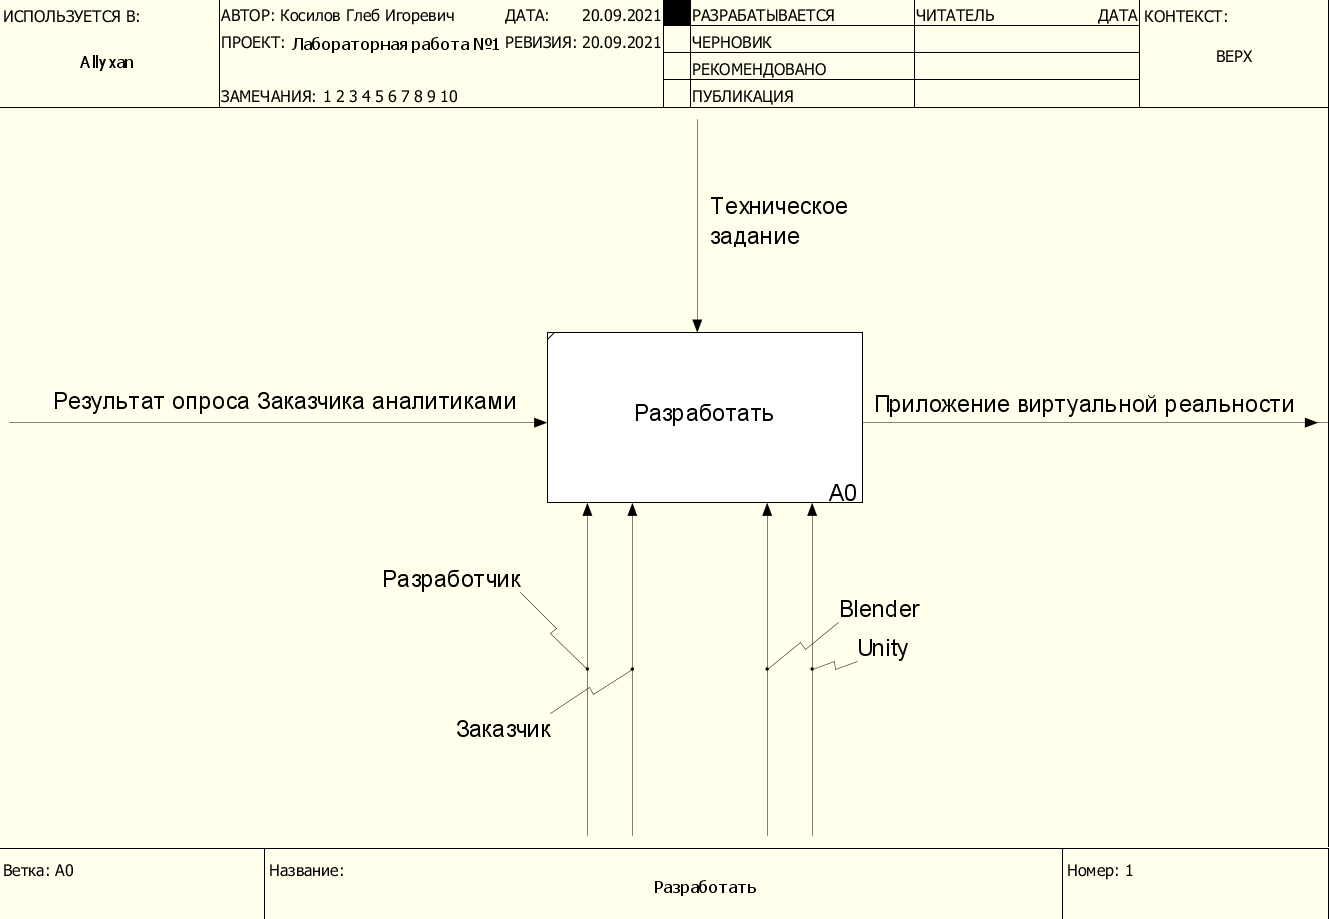 ИСПОЛЬЗУЕТСЯ В:
Allyxan
АВТОР: Косилов Глеб Игоревич
ДАТА: 20.09.2021
ПРОЕКТ: Лабораторная работа №1
РЕВИЗИЯ: 20.09.2021
ЗАМЕЧАНИЯ: 1 2 3 4 5 6 7 8 9 10
РАЗРАБАТЫВАЕТСЯ
ЧЕРНОВИК
РЕКОМЕНДОВАНО
ПУБЛИКАЦИЯ
ЧИТАТЕЛЬ ДАТА
КОНТЕКСТ:
ВЕРХ
Техническое
задание
Результат опроса Заказчика аналитиками
Разработать
A0
Приложение виртуальной реальности
Разработчик
Заказчик
Blender
Unity
Ветка: A0
Название:
Разработать
Номер: 1